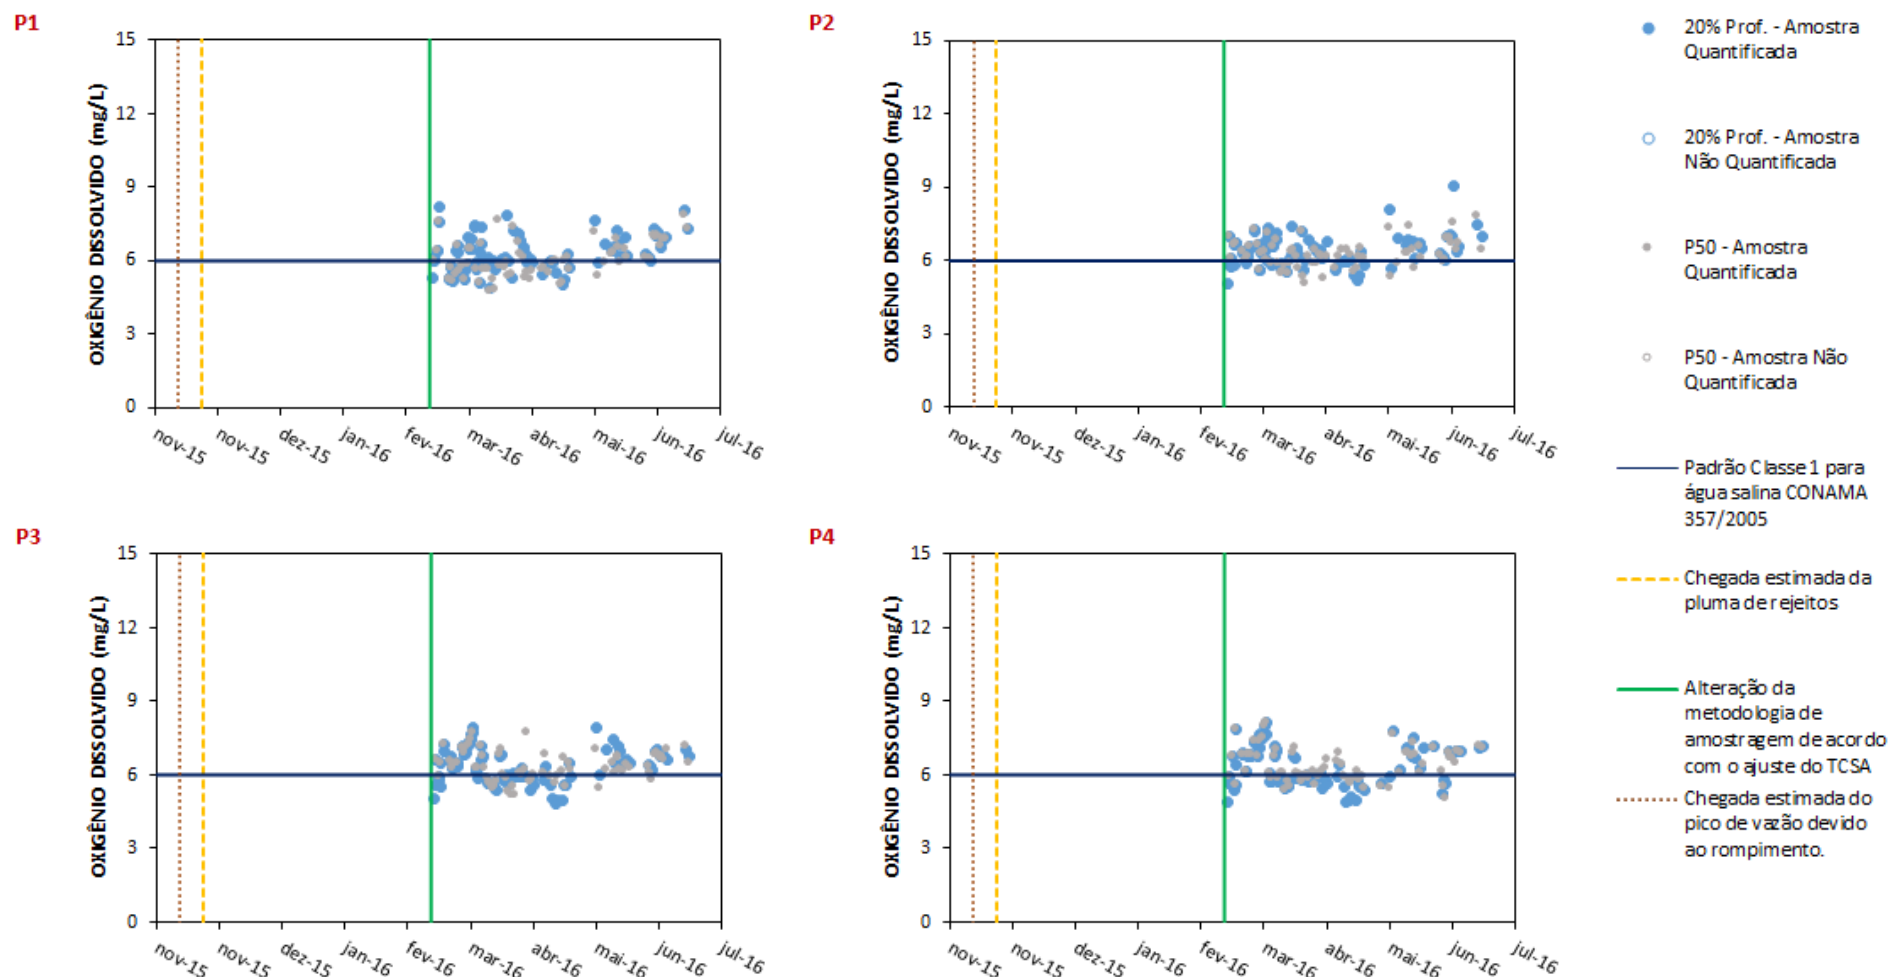 P1
OXIGÊNIO DISSOLVIDO (mg/L)
15
12
9
6
3
0
nov-15
nov-15
dez-15
jan-16
fev-16
mar-16
abr-16
mai-16
jun-16
jul-16
P2
OXIGÊNIO DISSOLVIDO (mg/L)
15
12
9
6
3
0
nov-15
nov-15
dez-15
jan-16
fev-16
mar-16
abr-16
mai-16
jun-16
jul-16
P3
OXIGÊNIO DISSOLVIDO (mg/L)
15
12
9
6
3
0
nov-15
nov-15
dez-15
jan-16
fev-16
mar-16
abr-16
mai-16
jun-16
jul-16
P4
OXIGÊNIO DISSOLVIDO (mg/L)
15
12
9
6
3
0
nov-15
nov-15
dez-15
jan-16
fev-16
mar-16
abr-16
mai-16
jun-16
jul-16
20% Prof. - Amostra
Quantificada
20% Prof. - Amostra
Não Quantificada
P50 - Amostra
Quantificada
P50 - Amostra Não
Quantificada
Padrão Classe 1 para
água salina CONAMA
357/2005
Chegada estimada da
pluma de rejeitos
Alteração da
metodologia de
amostragem de acordo
com o ajuste do TCSA
Chegada estimada do
pico de vazão devido
ao rompimento.